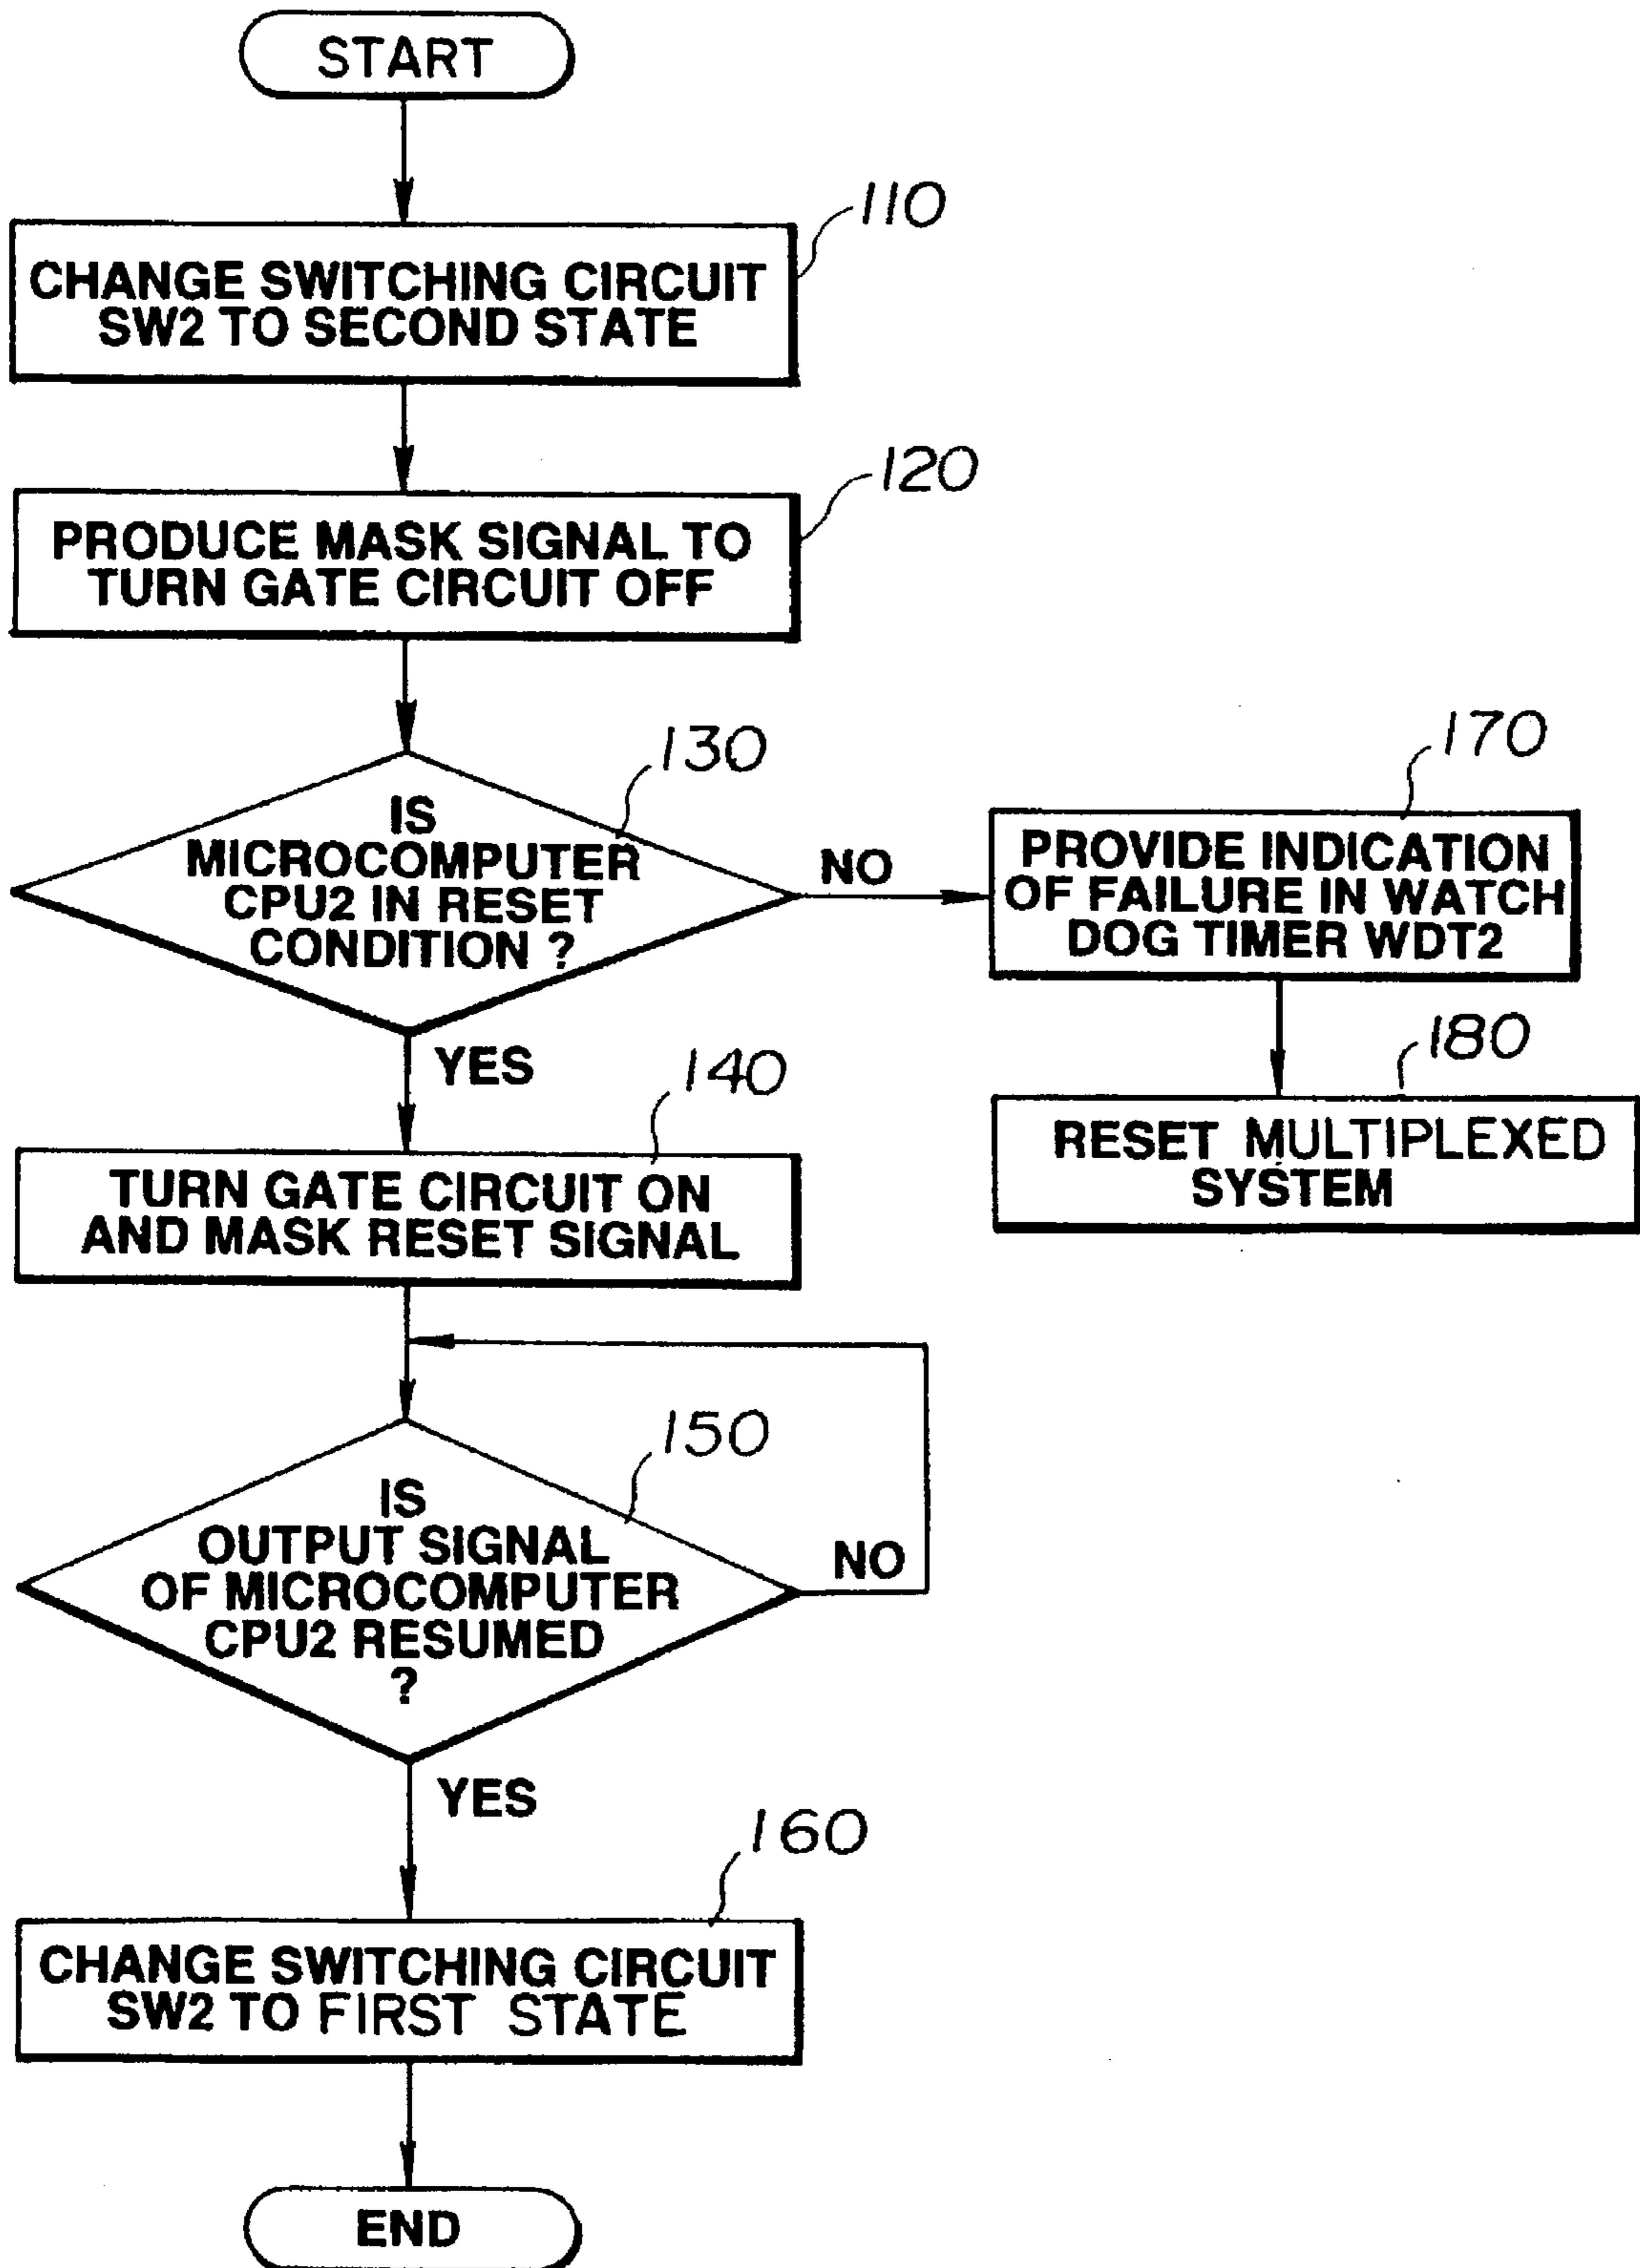 START
110
CHANGE SWITCHING CIRCUIT
SW2 TO SECOND STATE
120
PRODUCE MASK SIGNAL TO
TURN GATE CIRCUIT OFF
130
IS
MICROCOMPUTER
CPU2 IN RESET
CONDITION ?
NO
170
PROVIDE INDICATION
OF FAILURE IN WATCH
DOG TIMER WDT2
180
RESET MULTIPLEXED
SYSTEM
YES
140
TURN GATE CIRCUIT ON
AND MASK RESET SIGNAL
150
IS
OUTPUT SIGNAL
OF MICROCOMPUTER
CPU2 RESUMED
?
NO
YES
160
CHANGE SWITCHING CIRCUIT
SW2 TO FIRST STATE
END